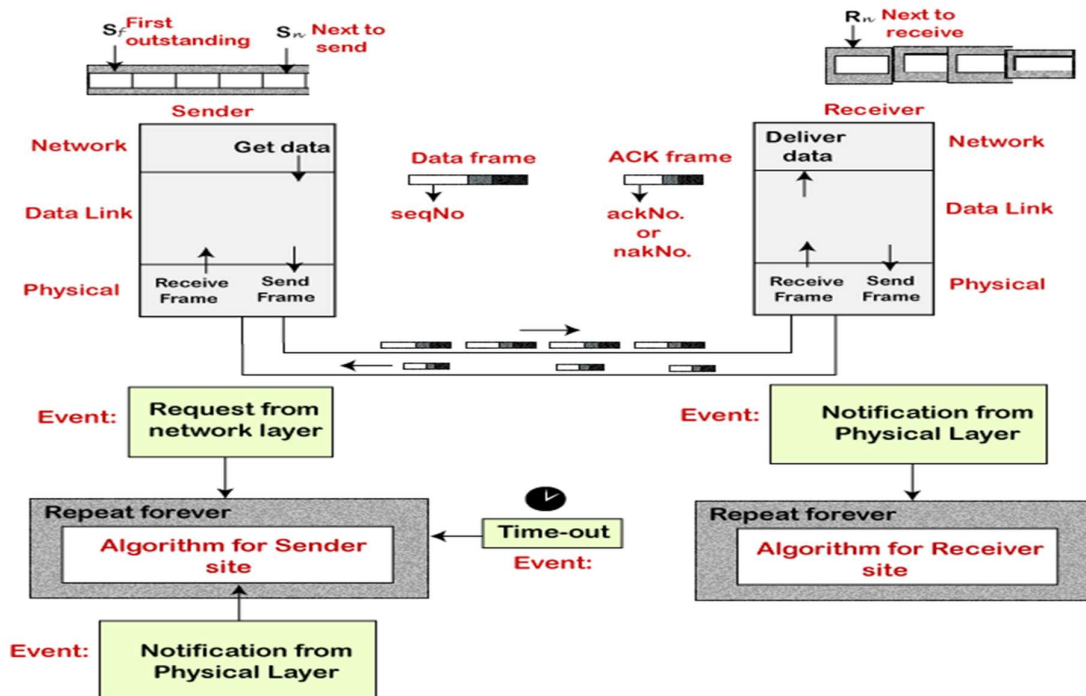 S𝑓 First
outstanding
S𝑛 Next to
send
R𝑛 Next to
receive
Sender
Receiver
Network
Get data
Data frame
ACK frame
Deliver
data
Network
Data Link
seqNo
ackNo.
or
nakNo.
Data Link
Physical
Receive
Frame
Send
Frame
Receive
Frame
Send
Frame
Physical
Event:
Request from
network layer
Event:
Notification from
Physical Layer
Repeat forever
Algorithm for Sender
site
Time-out
Event:
Repeat forever
Algorithm for Receiver
site
Event:
Notification from
Physical Layer